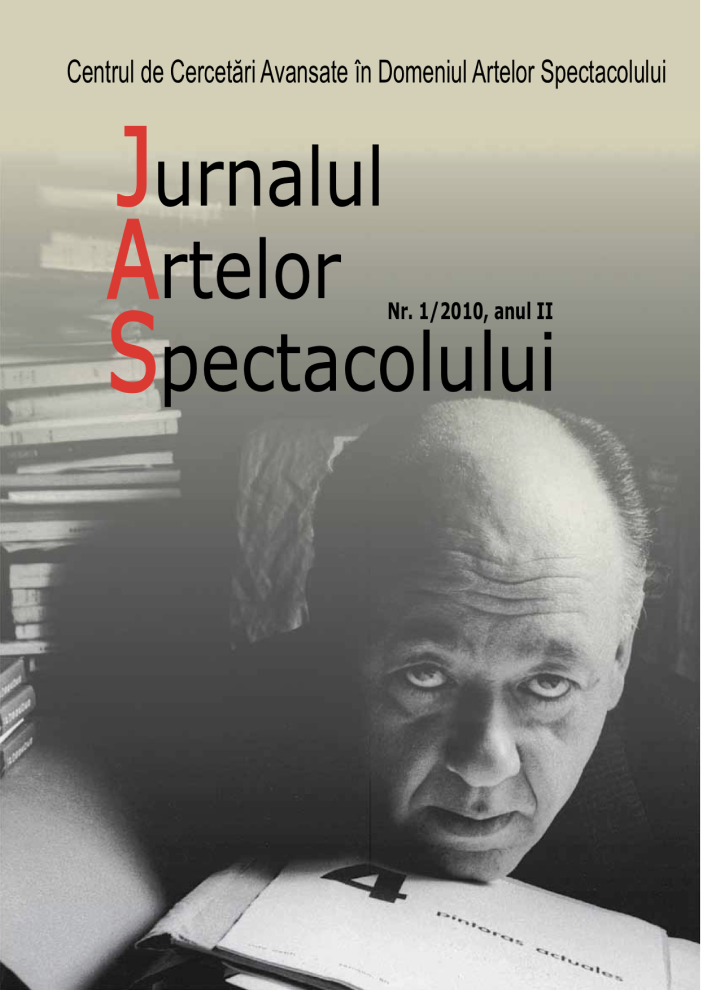 Centrul de Cercetări Avansate în Domeniul Artelor Spectacolului
Jurnalul
Artelor
Nr. 1/2010, anul II
Spectacolului
4
pintoras actuales